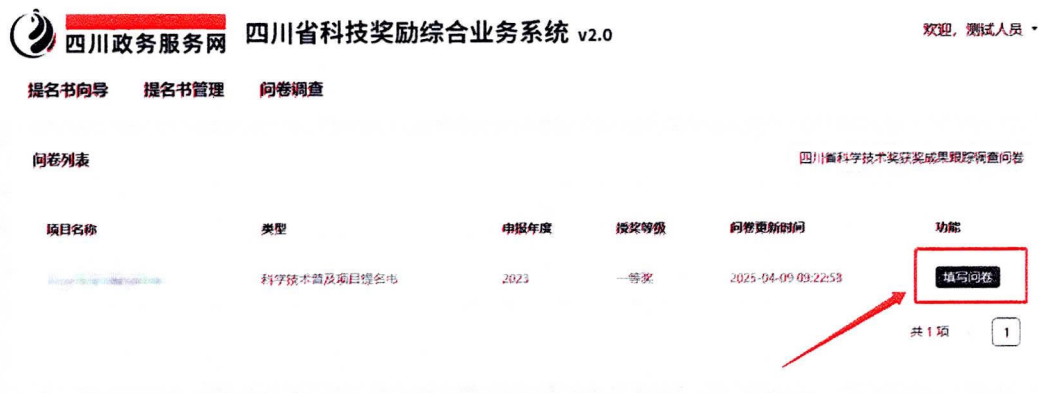 四川政务服务网 四川省科技奖励综合业务系统 v2.0 欢迎，测试人员
提名书向导 提名书管理 问卷调查
问卷列表 四川省科学技术奖获奖成果跟踪调查问卷
项目名称 类型 申报年度 授奖等级 问卷更新时间 功能
科学技术普及项目提名书 2023 一等奖 2025-04-09 09:22:58 填写问卷
共 1 项 1